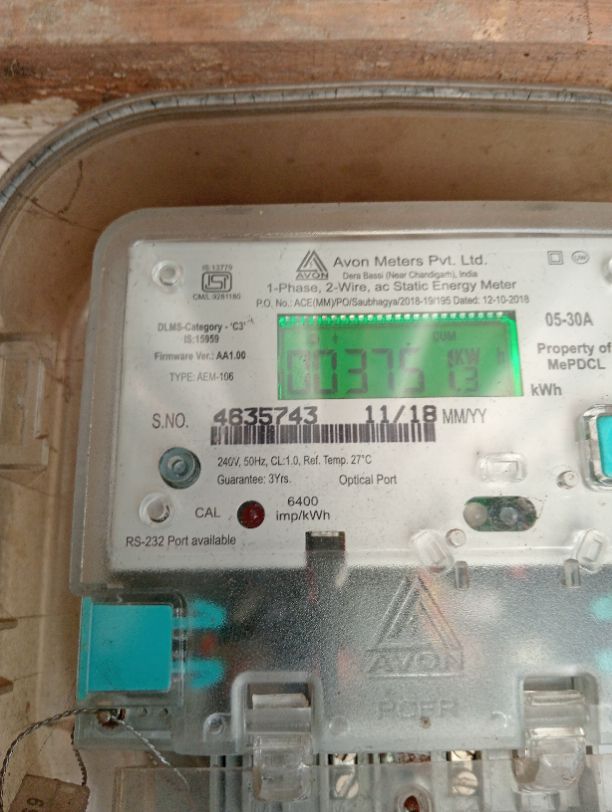 IS:13779
ISI
CM/L-9281180
AVON
Avon Meters Pvt. Ltd.
Dera Bassi (Near Chandigarh), India
1-Phase, 2-Wire, ac Static Energy Meter
P.O. No.: ACE(MM)/PO/Saubhagya/2018-19/195 Dated: 12-10-2018
DLMS-Category - 'C3'
IS:15959
Firmware Ver.: AA1.00
TYPE: AEM-106
CUM
00375
KW h
05-30A
Property of
MePDCL
kWh
S.NO. 4635743 11/18 MM/YY
240V, 50Hz, CL:1.0, Ref. Temp. 27°C
Guarantee: 3Yrs. Optical Port
CAL 6400
imp/kWh
RS-232 Port available
AVON